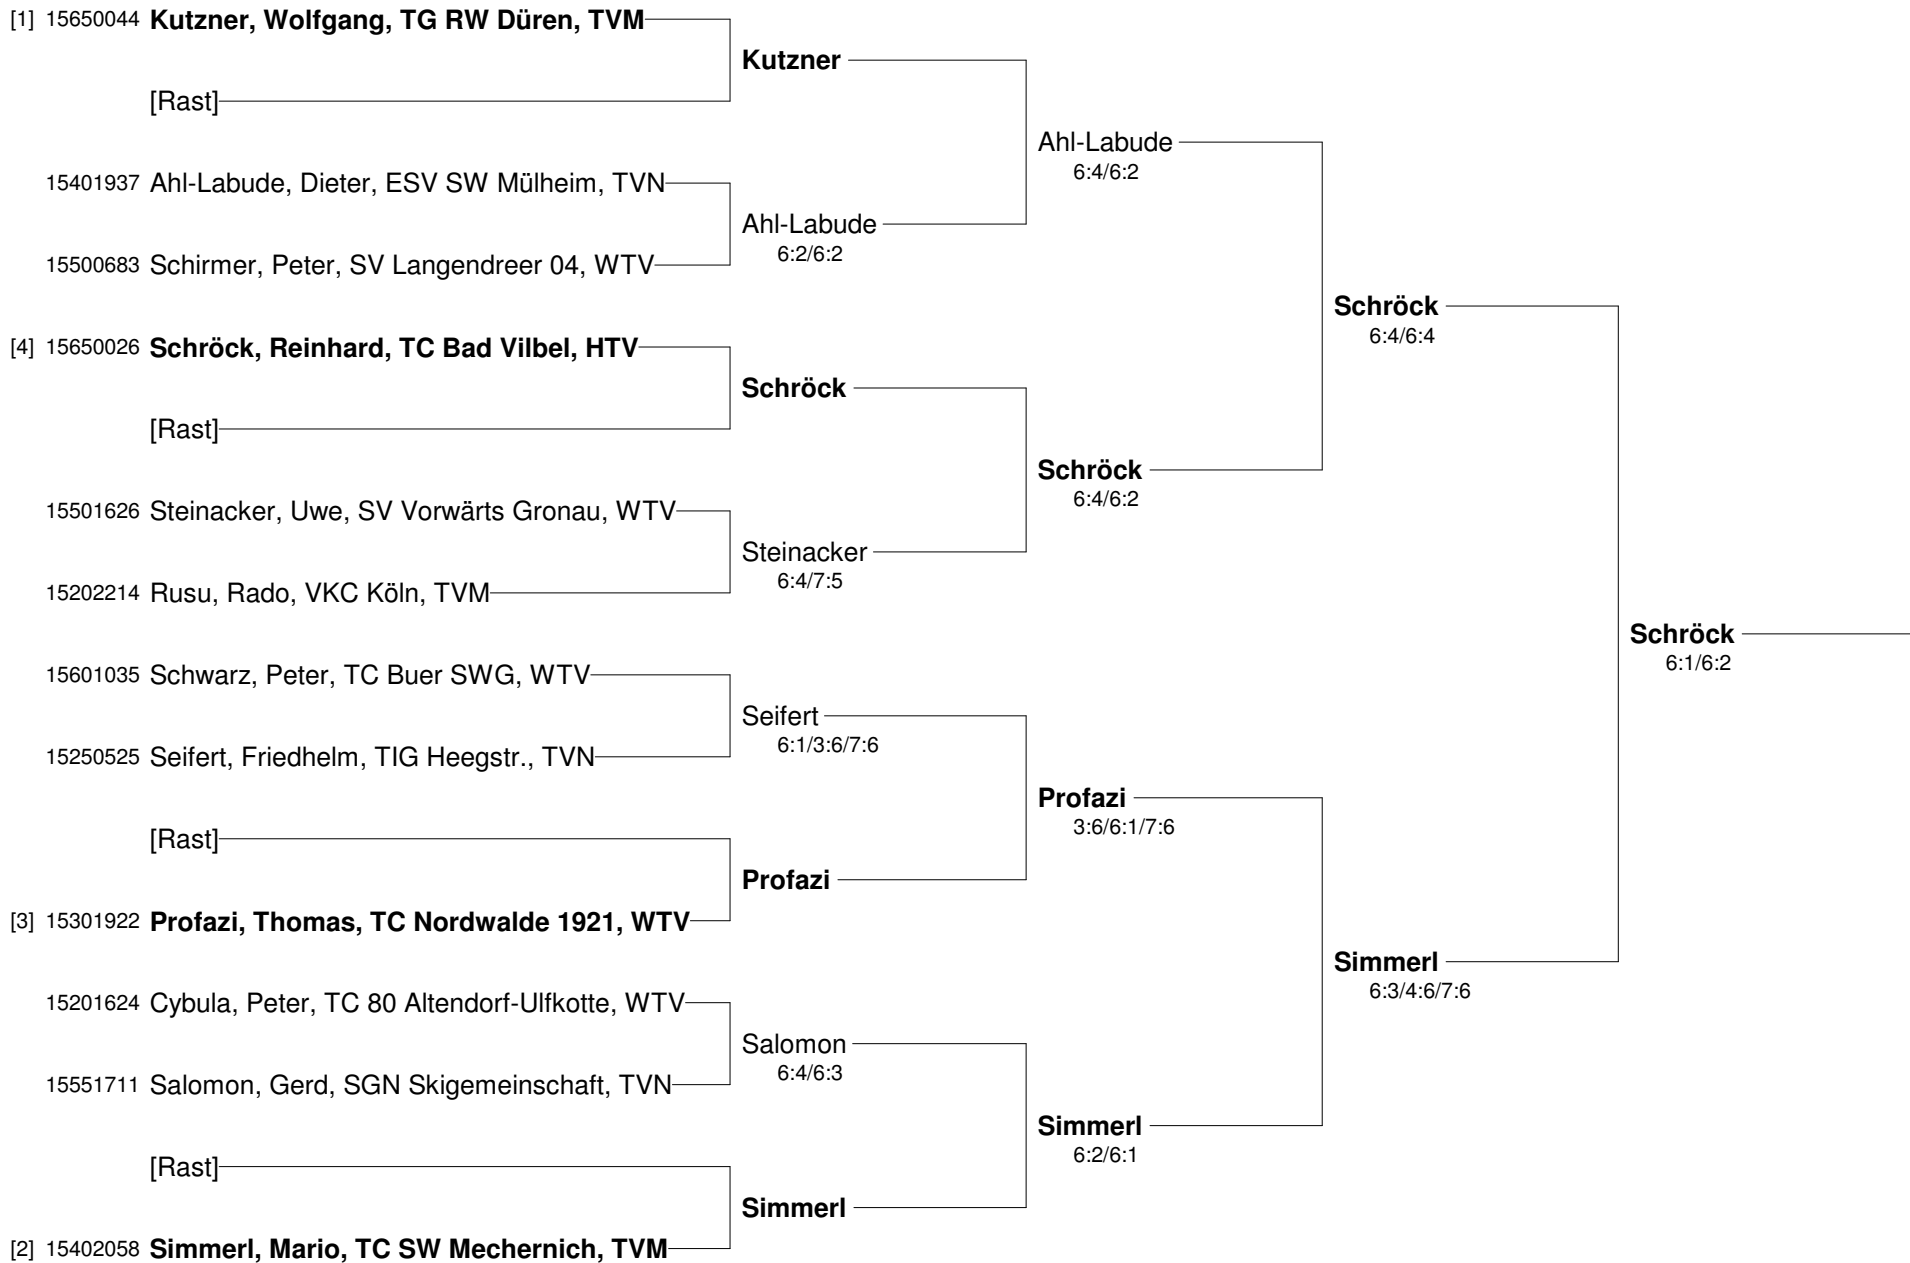 [1] 15650044 Kutzner, Wolfgang, TG RW Düren, TVM
Kutzner
[Rast]
Ahl-Labude
6:4/6:2
15401937 Ahl-Labude, Dieter, ESV SW Mülheim, TVN
Ahl-Labude
6:2/6:2
15500683 Schirmer, Peter, SV Langendreer 04, WTV
Schröck
6:4/6:4
[4] 15650026 Schröck, Reinhard, TC Bad Vilbel, HTV
Schröck
[Rast]
Schröck
6:4/6:2
15501626 Steinacker, Uwe, SV Vorwärts Gronau, WTV
Steinacker
6:4/7:5
15202214 Rusu, Rado, VKC Köln, TVM
Schröck
6:1/6:2
15601035 Schwarz, Peter, TC Buer SWG, WTV
Seifert
6:1/3:6/7:6
15250525 Seifert, Friedhelm, TIG Heegstr., TVN
Profazi
3:6/6:1/7:6
[Rast]
Profazi
[3] 15301922 Profazi, Thomas, TC Nordwalde 1921, WTV
Simmerl
6:3/4:6/7:6
15201624 Cybula, Peter, TC 80 Altendorf-Ulfkotte, WTV
Salomon
6:4/6:3
15551711 Salomon, Gerd, SGN Skigemeinschaft, TVN
Simmerl
6:2/6:1
[Rast]
Simmerl
[2] 15402058 Simmerl, Mario, TC SW Mechernich, TVM